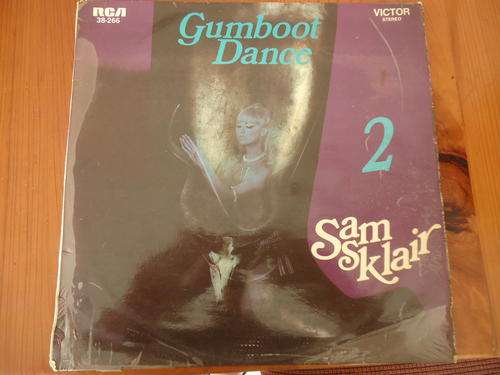 RCA
38-266
VICTOR
STEREO
Gumboot
Dance
2
Sam
Sklair